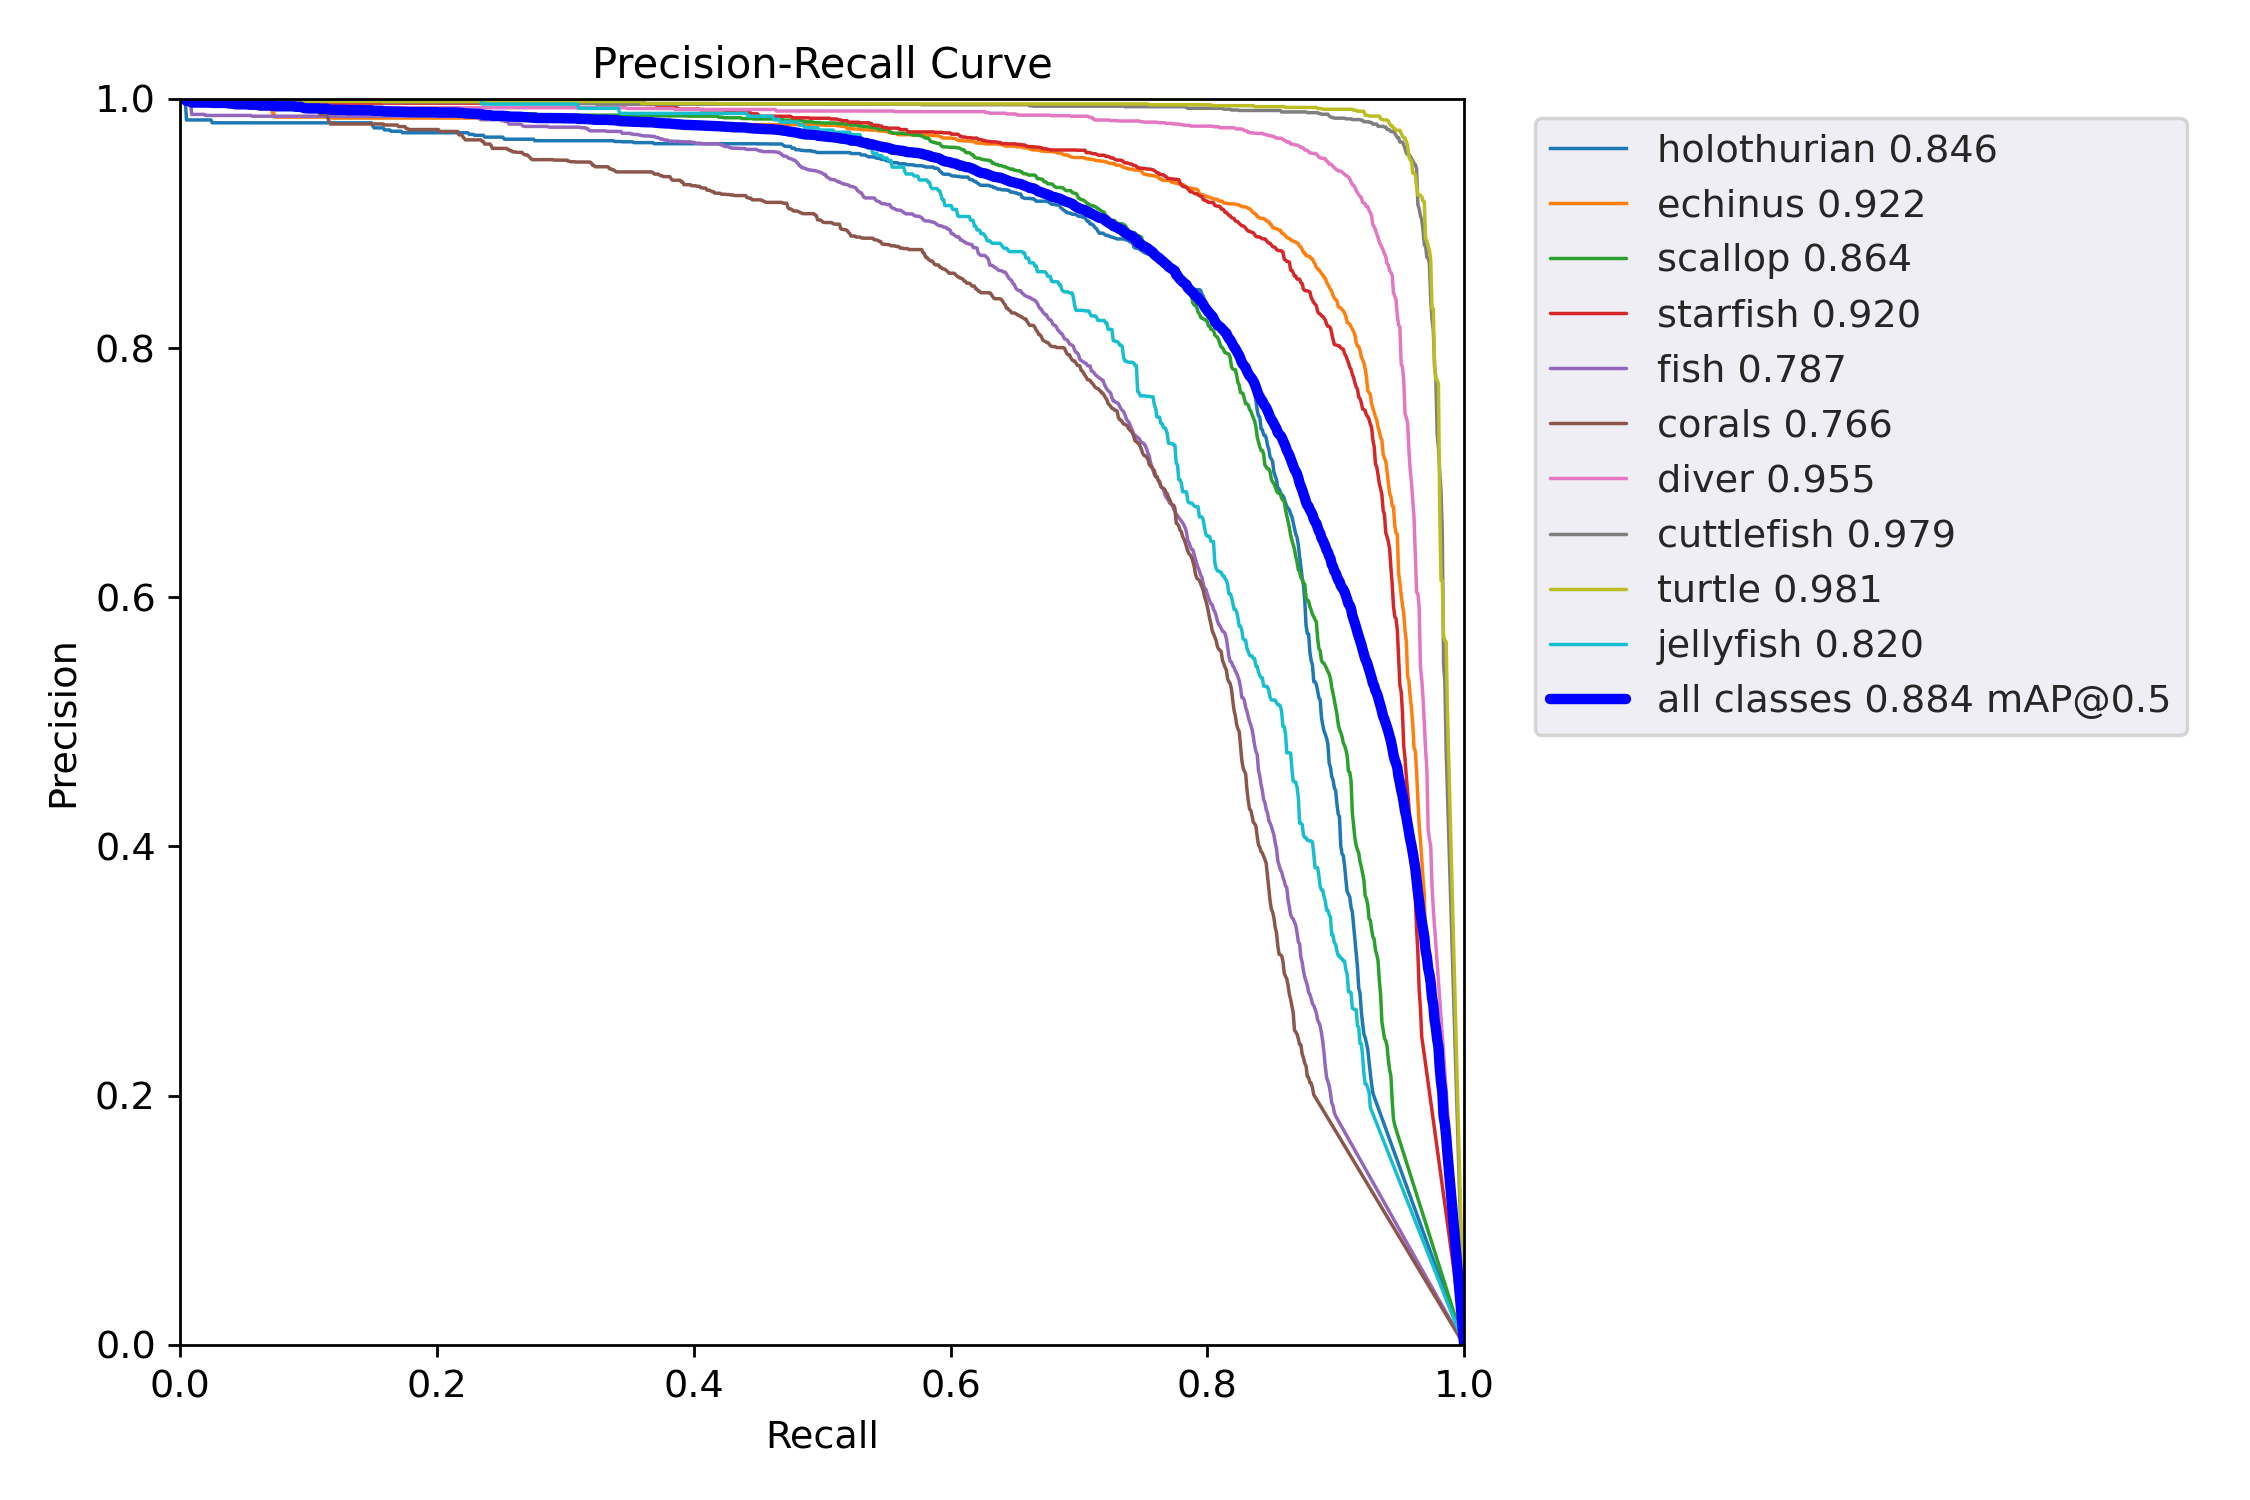 Precision-Recall Curve
1.0
0.8
0.6
0.4
0.2
0.0
Precision
0.0 0.2 0.4 0.6 0.8 1.0
Recall
holothurian 0.846
echinus 0.922
scallop 0.864
starfish 0.920
fish 0.787
corals 0.766
diver 0.955
cuttlefish 0.979
turtle 0.981
jellyfish 0.820
all classes 0.884 mAP@0.5